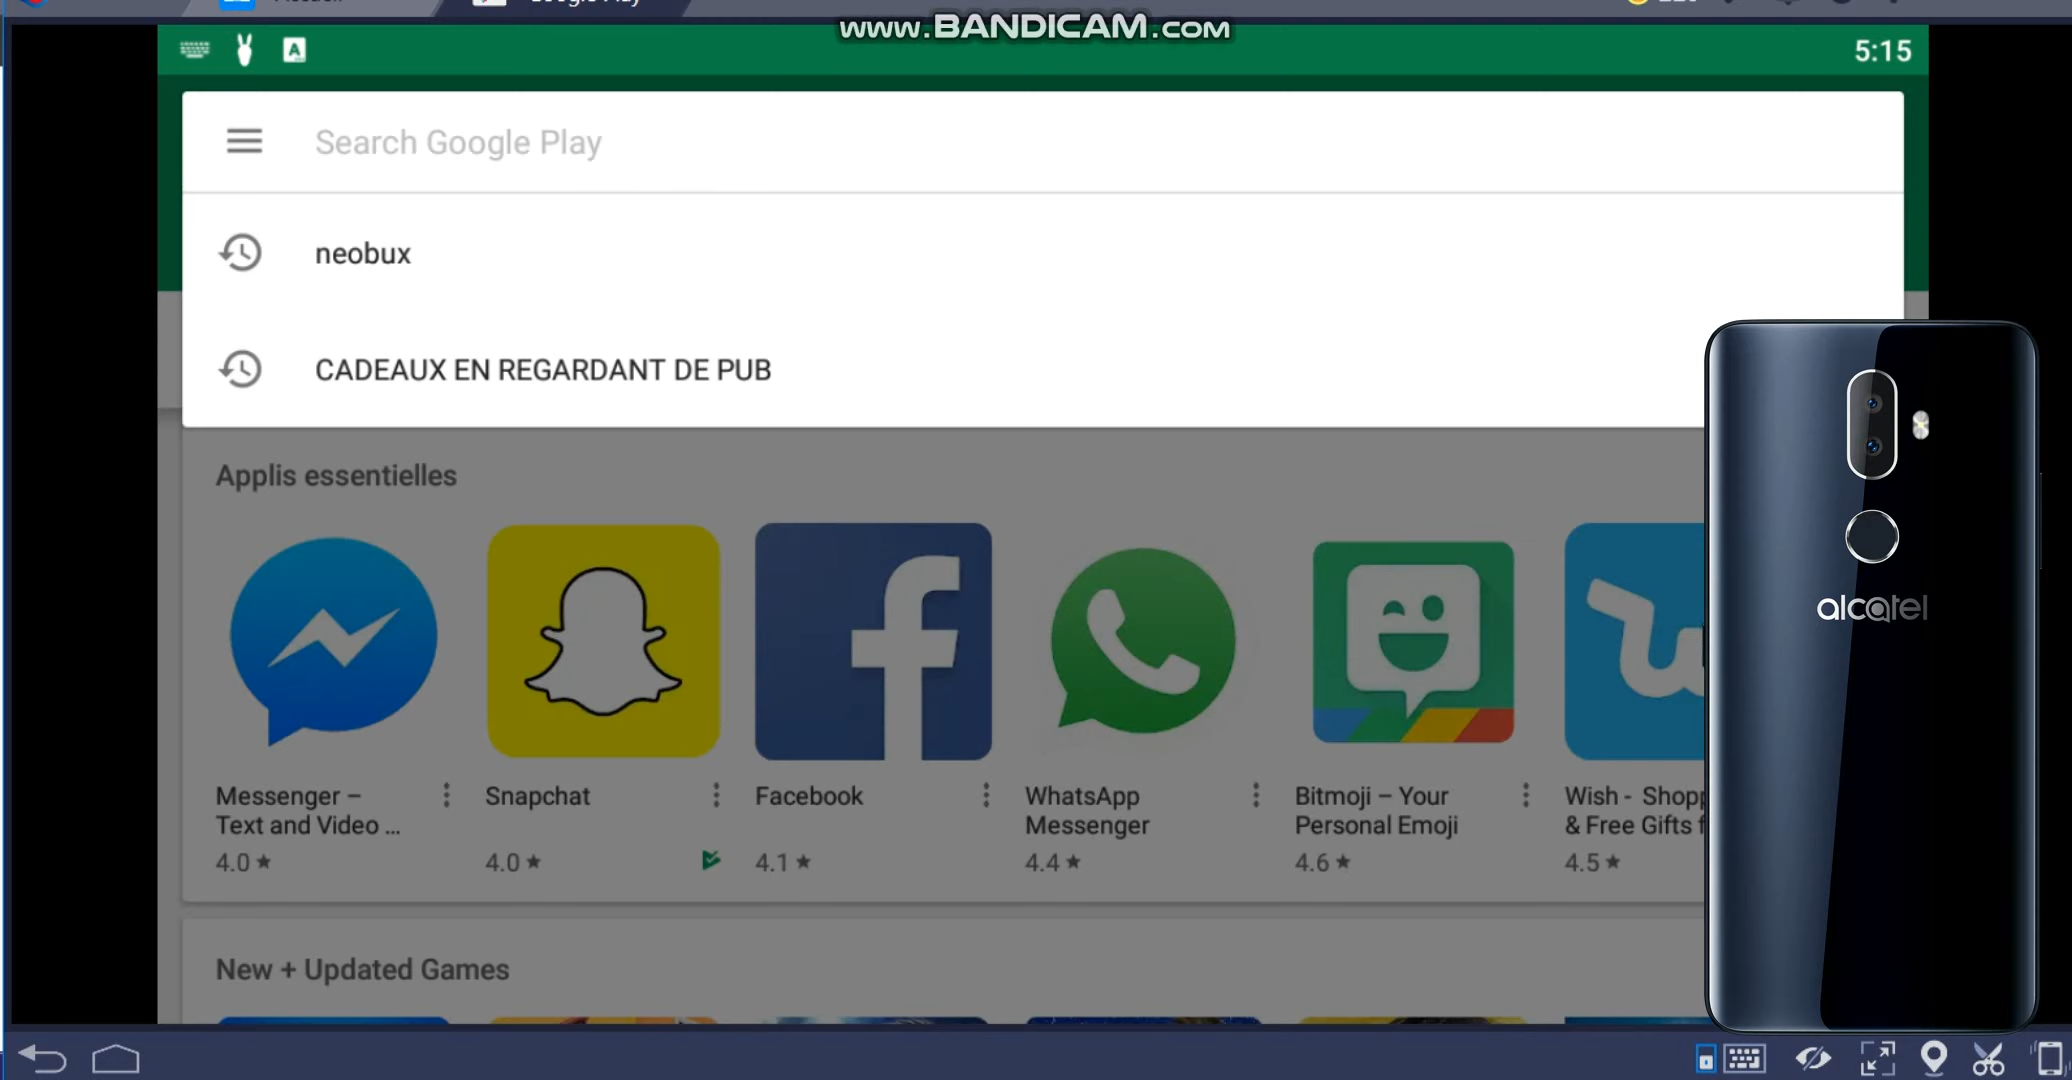 www.BANDICAM.com
5:15
Search Google Play
neobux
CADEAUX EN REGARDANT DE PUB
Applis essentielles
Messenger –
Text and Video ...
4.0
Snapchat
4.0
Facebook
4.1
WhatsApp
Messenger
4.4
Bitmoji – Your
Personal Emoji
4.6
Wish -
& Free Gifts
4.5
alcatel
New + Updated Games